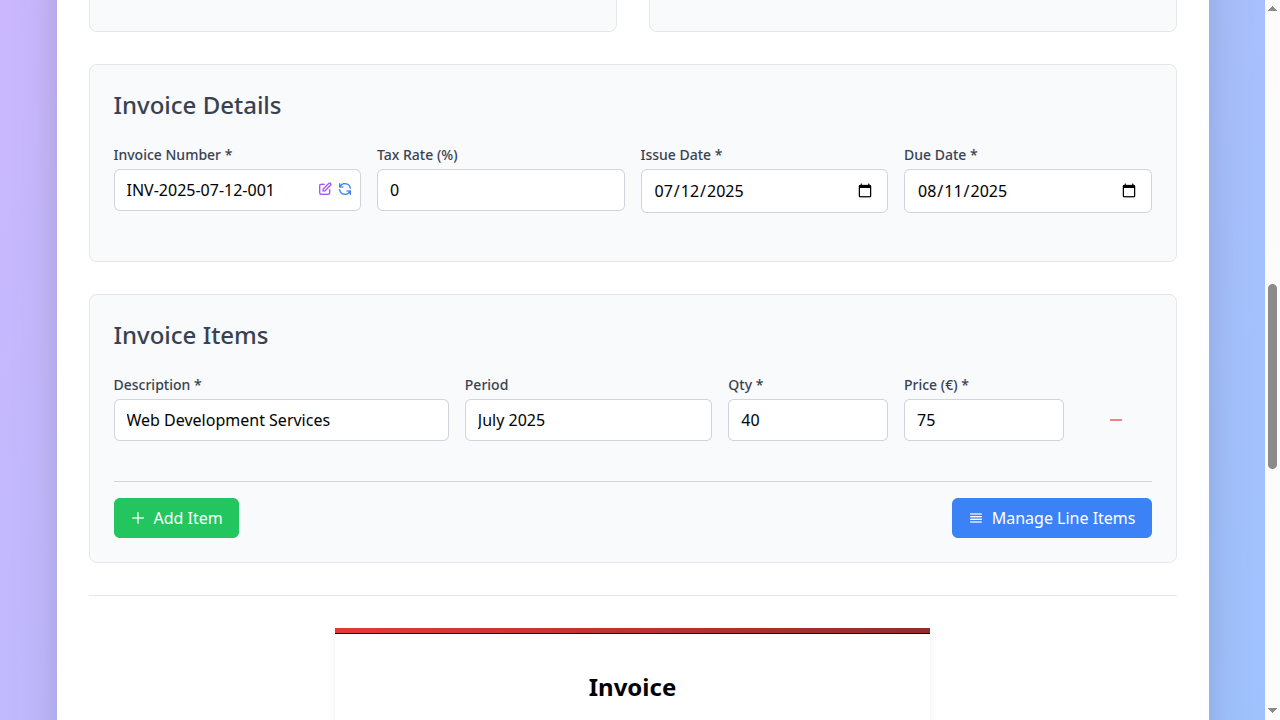 Invoice Details
Invoice Number * Tax Rate (%) Issue Date * Due Date *
INV-2025-07-12-001 0 07/12/2025 08/11/2025
Invoice Items
Description * Period Qty * Price (€) *
Web Development Services July 2025 40 75
Add Item Manage Line Items
Invoice